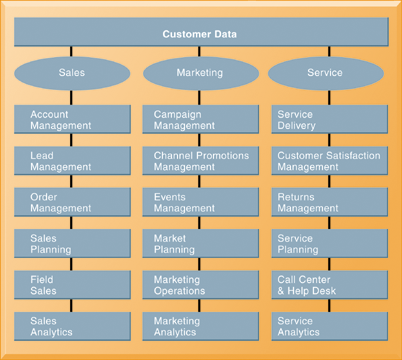 Customer Data
Sales
Marketing
Service
Account
Management
Campaign
Management
Service
Delivery
Lead
Management
Channel Promotions
Management
Customer Satisfaction
Management
Order
Management
Events
Management
Returns
Management
Sales
Planning
Market
Planning
Service
Planning
Field
Sales
Marketing
Operations
Call Center
& Help Desk
Sales
Analytics
Marketing
Analytics
Service
Analytics